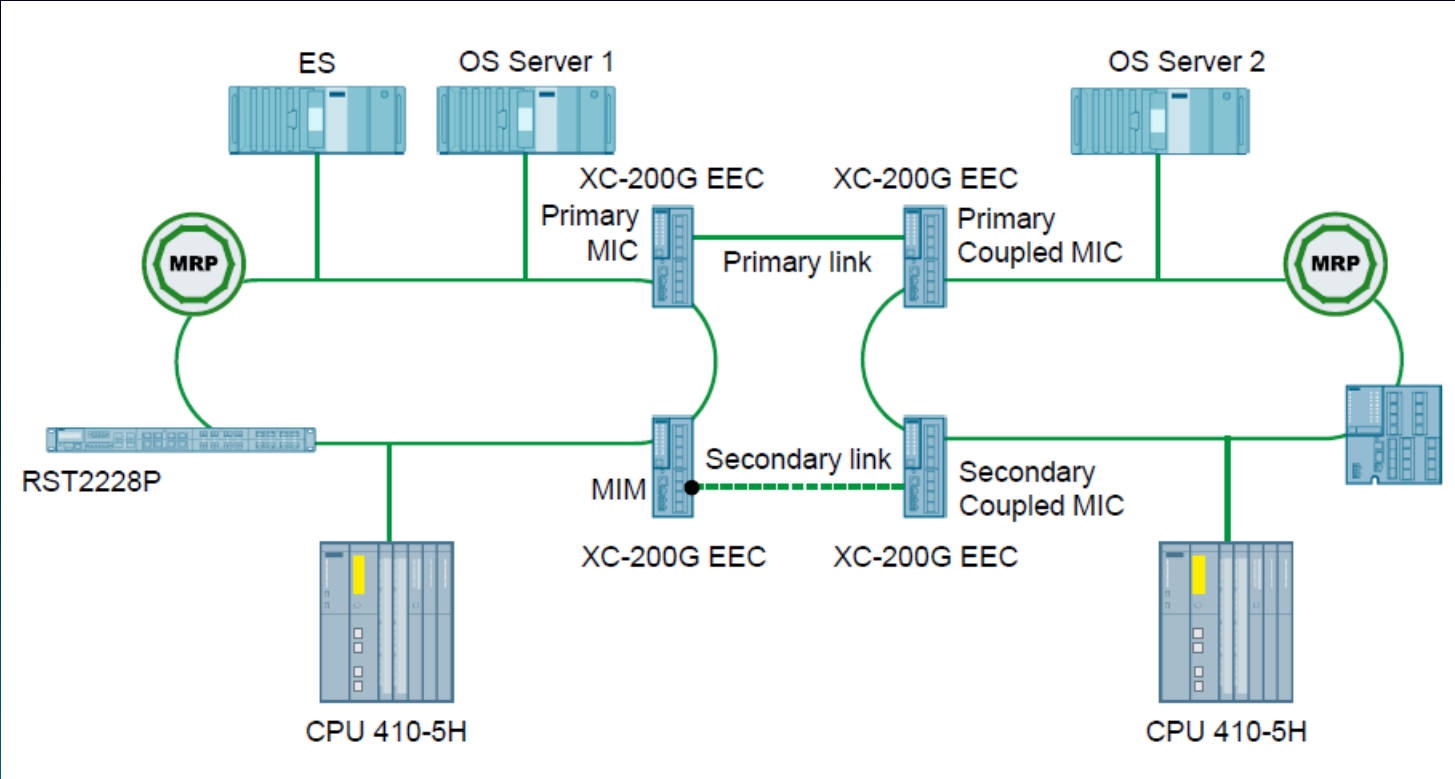 ES
OS Server 1
OS Server 2
XC-200G EEC
XC-200G EEC
Primary
MIC
Primary
Coupled MIC
Primary link
MRP
MRP
RST2228P
MIM
Secondary link
Secondary
Coupled MIC
XC-200G EEC
XC-200G EEC
CPU 410-5H
CPU 410-5H